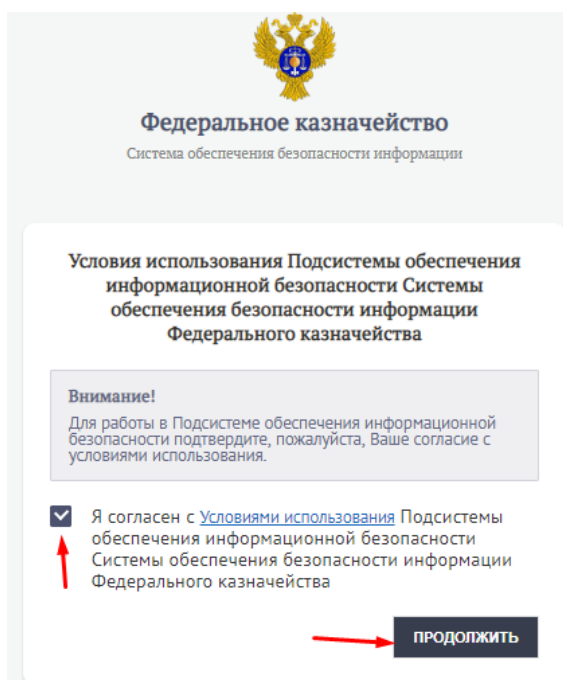 Федеральное казначейство
Система обеспечения безопасности информации
Условия использования Подсистемы обеспечения
информационной безопасности Системы
обеспечения безопасности информации
Федерального казначейства
Внимание!
Для работы в Подсистеме обеспечения информационной
безопасности подтвердите, пожалуйста, Ваше согласие с
условиями использования.
Я согласен с Условиями использования Подсистемы
обеспечения информационной безопасности
Системы обеспечения безопасности информации
Федерального казначейства
ПРОДОЛЖИТЬ